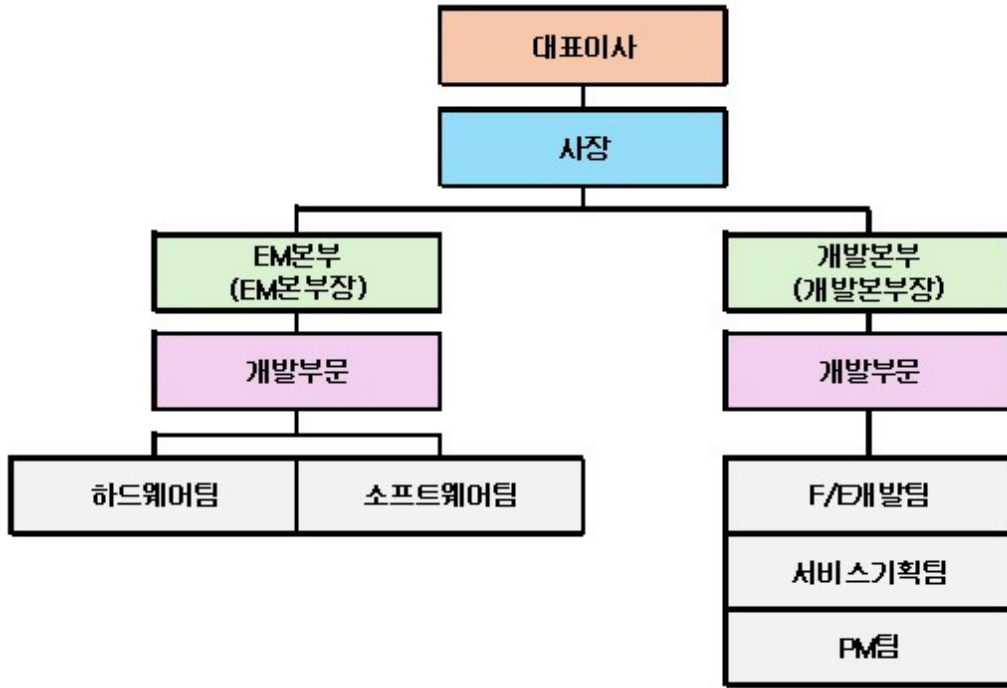 대표이사
사장
EM본부
(EM본부장)
개발본부
(개발본부장)
개발부문
개발부문
하드웨어팀
소프트웨어팀
F/E개발팀
서비스기획팀
PM팀